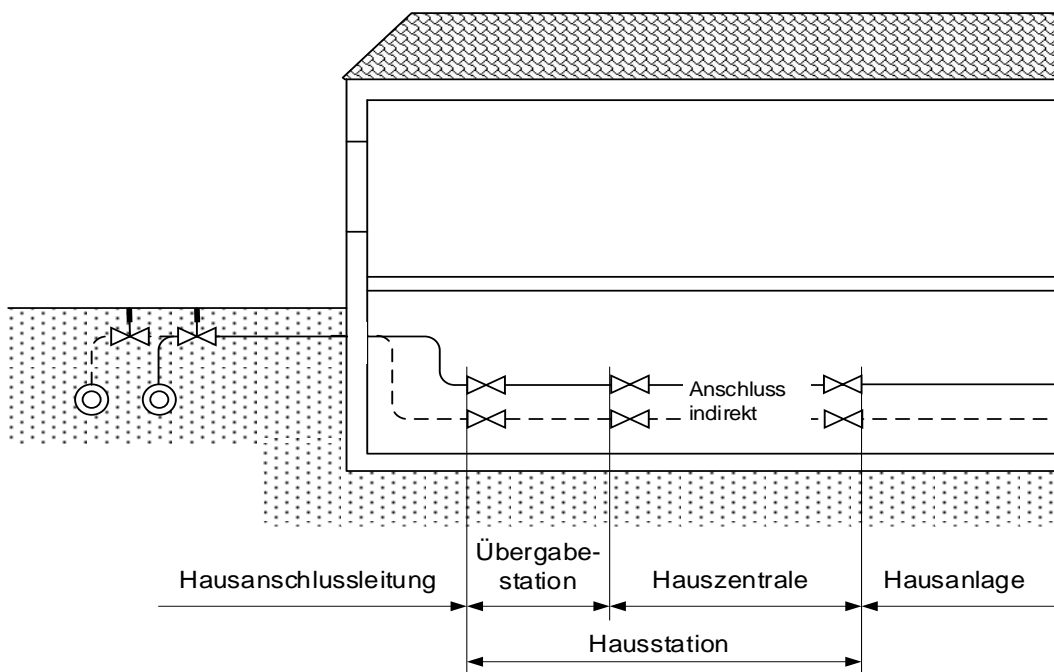 Anschluss
indirekt
Übergabe-
station
Hausanschlussleitung
Hauszentrale
Hausanlage
Hausstation